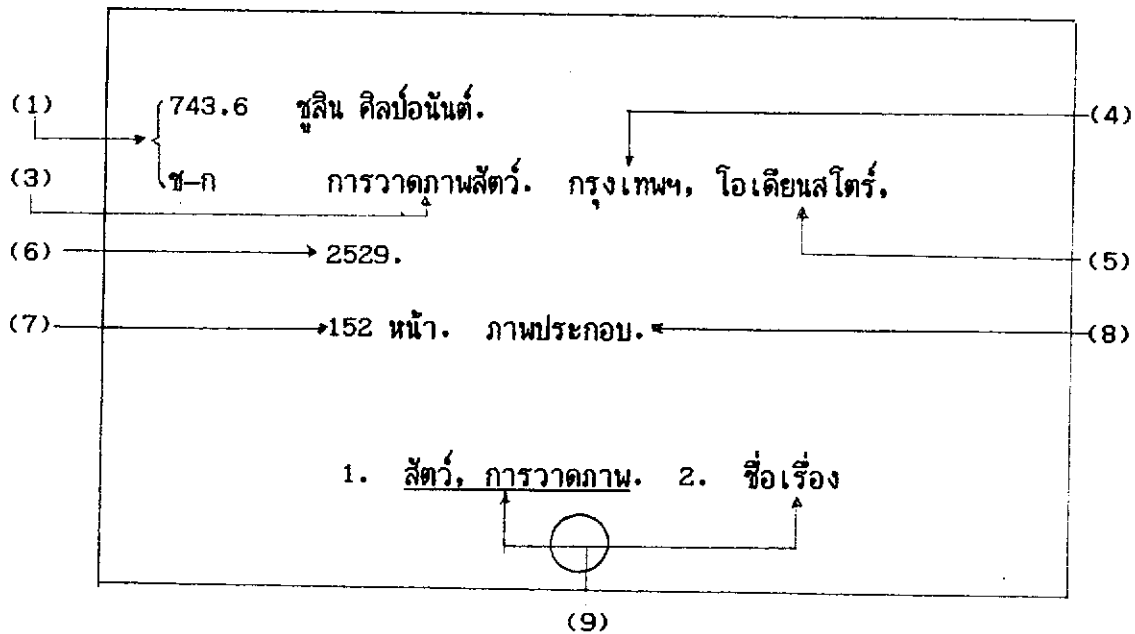 (1) 743.6 ชูสิน ศิลป์อนันต์. (4)
(3) ช-ก การวาดภาพสัตว์. กรุงเทพฯ, โอเดียนสโตร์,
(6) 2529. (5)
(7) 152 หน้า. ภาพประกอบ. (8)
1. สัตว์, การวาดภาพ. 2. ชื่อเรื่อง
(9)